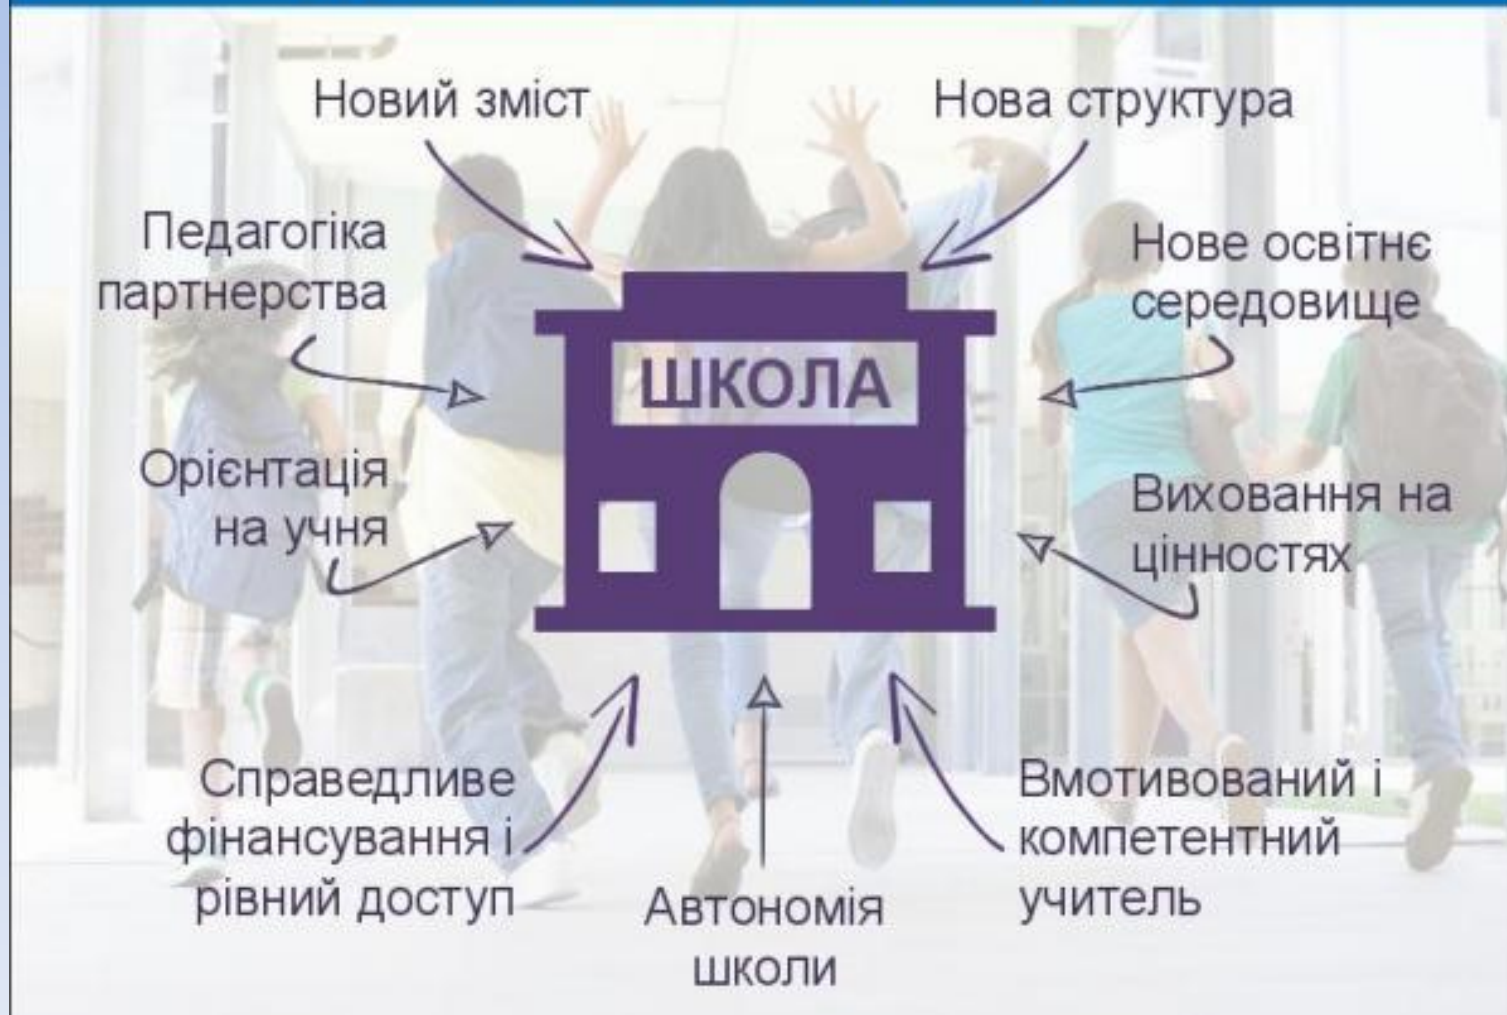 Новий зміст
Нова структура
Педагогіка
партнерства
Нове освітнє
середовище
ШКОЛА
Орієнтація
на учня
Виховання на
цінностях
Справедливе
фінансування і
рівний доступ
Автономія
школи
Вмотивований і
компетентний
учитель